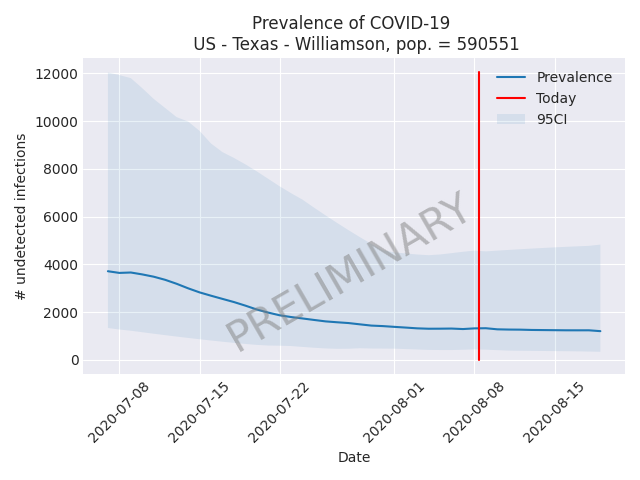 Prevalence of COVID-19
US - Texas - Williamson, pop. = 590551
12000
10000
8000
6000
4000
2000
0
# undetected infections
Prevalence
Today
95CI
PRELIMINARY
2020-07-08
2020-07-15
2020-07-22
2020-08-01
2020-08-08
2020-08-15
Date